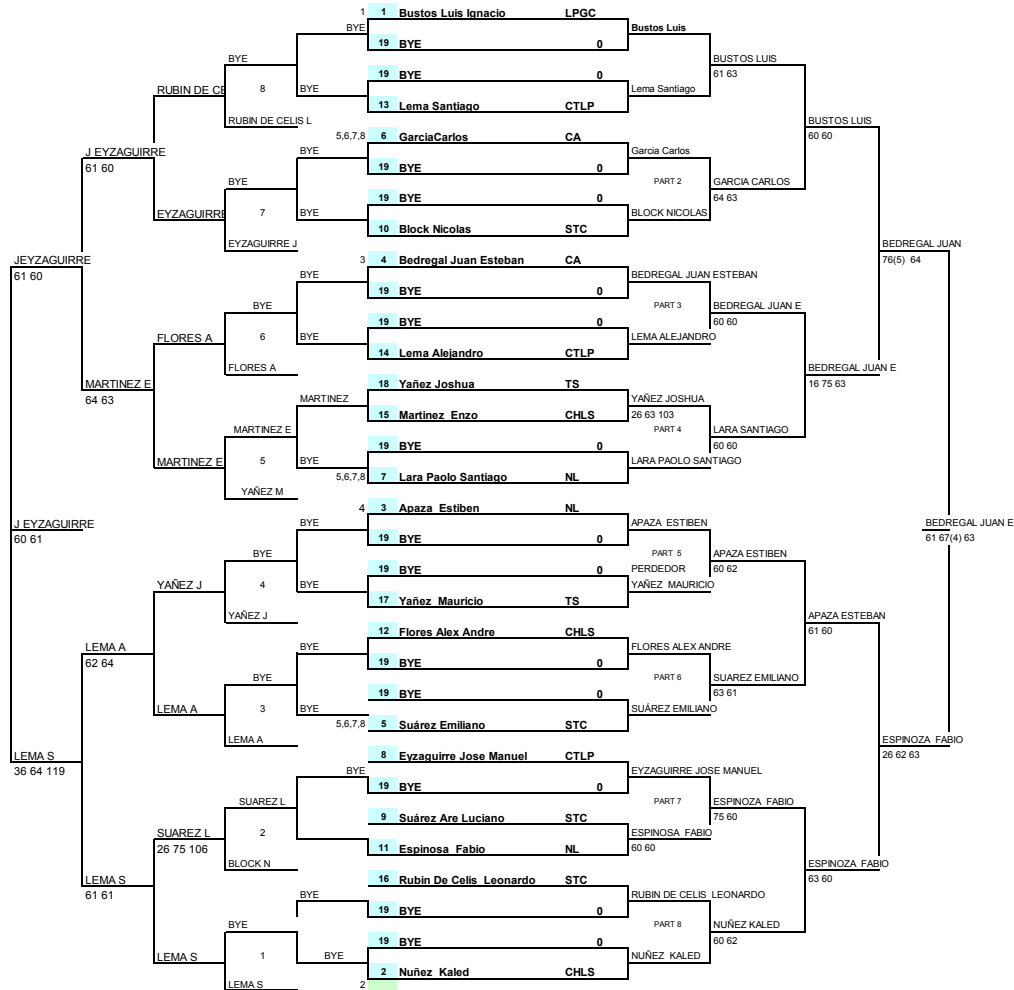 1 1 Bustos Luis Ignacio LPGC
BYE 19 BYE 0 Bustos Luis
BYE BUSTOS LUIS
19 BYE 0 61 63
RUBIN DE CE 8 BYE Lema Santiago
13 Lema Santiago CTLP
RUBIN DE CELIS L BUSTOS LUIS
5,6,7,8 6 GarciaCarlos CA 60 60
J EYZAGUIRRE BYE Garcia Carlos
61 60 19 BYE 0
BYE PART 2 GARCIA CARLOS
19 BYE 0 64 63
EYZAGUIRRE 7 BYE BLOCK NICOLAS
10 Block Nicolas STC
EYZAGUIRRE J BEDREGAL JUAN
JEYZAGUIRRE 3 4 Bedregal Juan Esteban CA 76(5) 64
61 60 BYE BEDREGAL JUAN ESTEBAN
19 BYE 0
BYE PART 3 BEDREGAL JUAN E
19 BYE 0 60 60
FLORES A 6 BYE LEMA ALEJANDRO
14 Lema Alejandro CTLP
FLORES A BEDREGAL JUAN E
MARTINEZ E 18 Yañez Joshua TS 16 75 63
64 63 MARTINEZ YAÑEZ JOSHUA
15 Martinez Enzo CHLS 26 63 103
MARTINEZ E PART 4 LARA SANTIAGO
19 BYE 0 60 60
MARTINEZ E 5 BYE LARA PAOLO SANTIAGO
5,6,7,8 7 Lara Paolo Santiago NL
YAÑEZ M
4 3 Apaza Estiben NL
J EYZAGUIRRE BYE APAZA ESTIBEN BEDREGAL JUAN E
60 61 19 BYE 0 61 67(4) 63
BYE PART 5 APAZA ESTIBEN
19 BYE 0 PERDEDOR 60 62
YAÑEZ J 4 BYE YAÑEZ MAURICIO
17 Yañez Mauricio TS
YAÑEZ J APAZA ESTEBAN
12 Flores Alex Andre CHLS 61 60
LEMA A BYE FLORES ALEX ANDRE
62 64 19 BYE 0
PART 6 SUAREZ EMILIANO
BYE 19 BYE 0 63 61
LEMA A 3 BYE SUÁREZ EMILIANO
5,6,7,8 5 Suárez Emiliano STC
LEMA A ESPINOZA FABIO
LEMA S 8 Eyzaguirre Jose Manuel CTLP 26 62 63
36 64 119 BYE EYZAGUIRRE JOSE MANUEL
19 BYE 0
SUAREZ L PART 7 ESPINOZA FABIO
9 Suárez Are Luciano STC 75 60
SUAREZ L 2 ESPINOSA FABIO
26 75 106 11 Espinosa Fabio NL 60 60
BLOCK N ESPINOZA FABIO
LEMA S 16 Rubin De Celis Leonardo STC 63 60
61 61 BYE RUBIN DE CELIS LEONARDO
19 BYE 0
BYE PART 8 NUÑEZ KALED
19 BYE 0 60 62
LEMA S 1 BYE NUÑEZ KALED
2 Nuñez Kaled CHLS
LEMA S 2